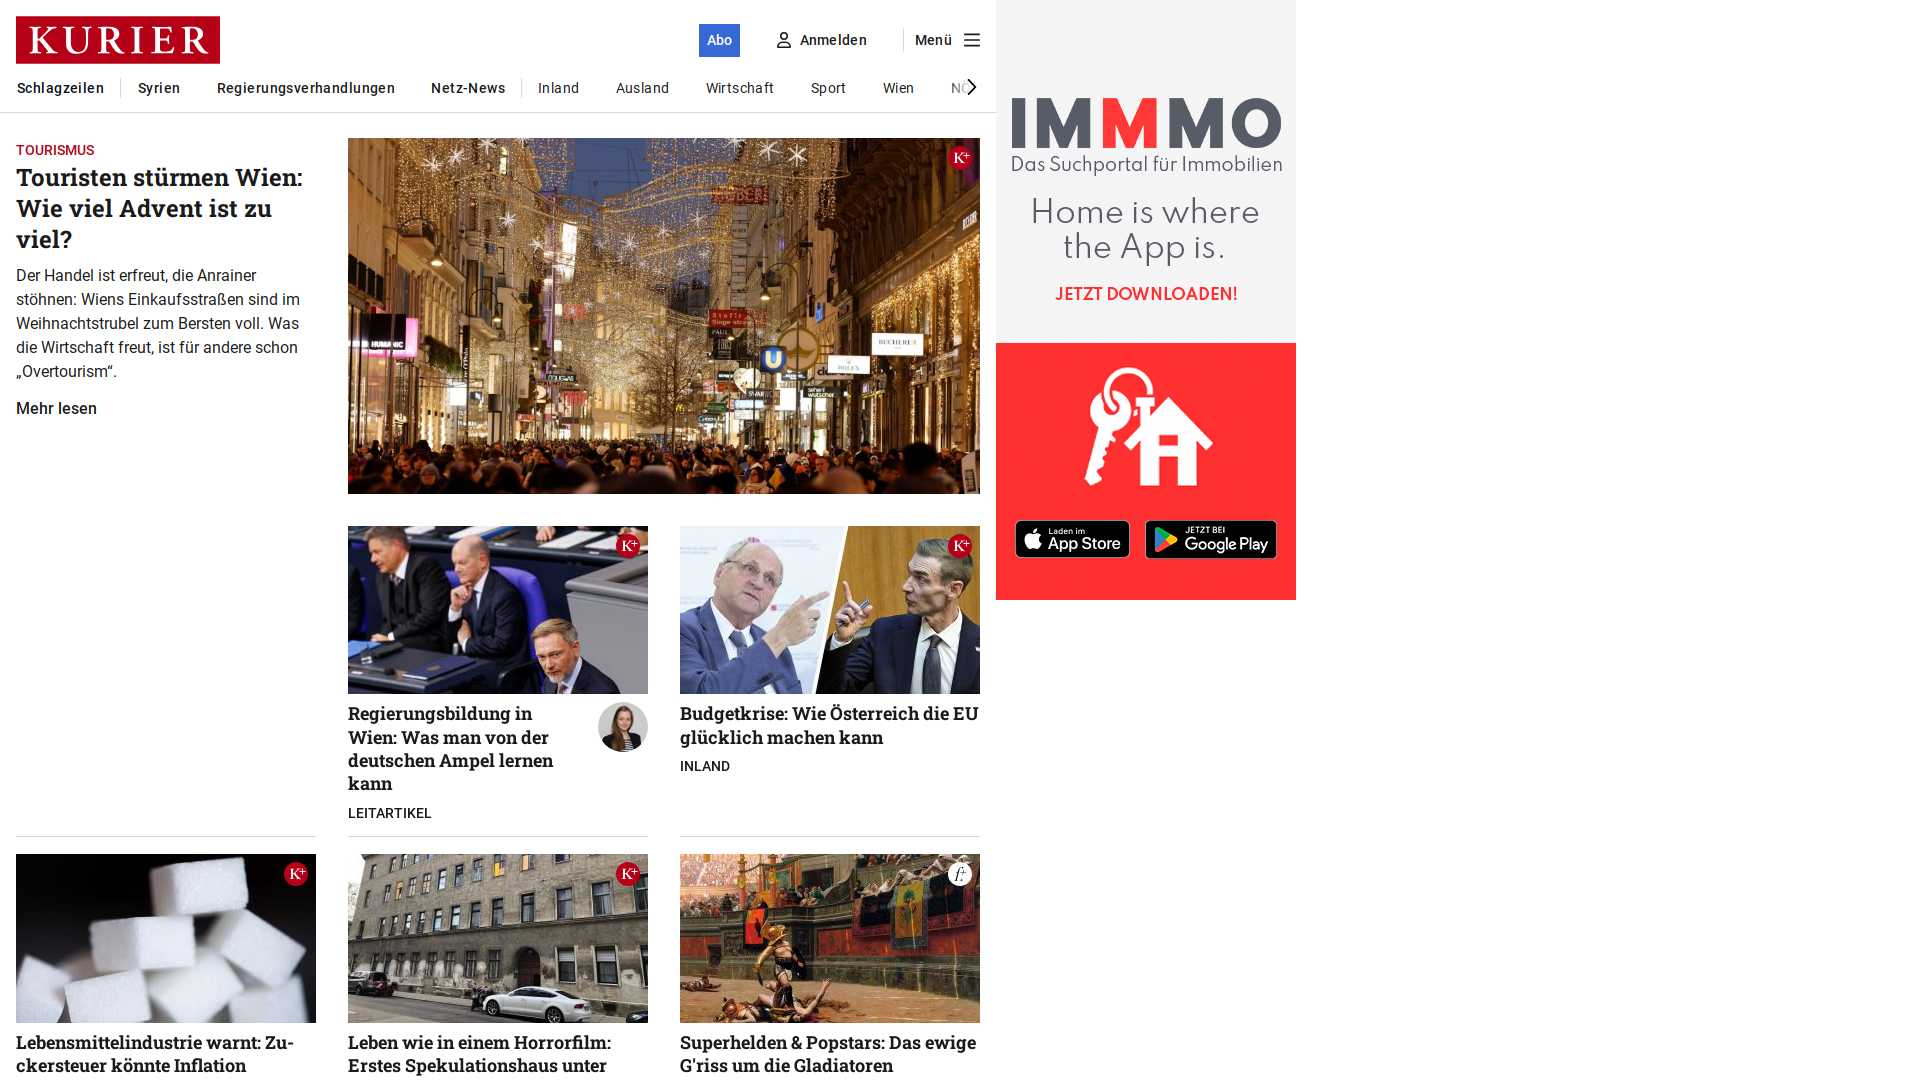 KURIER
Abo
Anmelden
Menü
Schlagzeilen
Syrien
Regierungsverhandlungen
Netz-News
Inland
Ausland
Wirtschaft
Sport
Wien
NÖ
TOURISMUS
Touristen stürmen Wien:
Wie viel Advent ist zu
viel?
Der Handel ist erfreut, die Anrainer
stöhnen: Wiens Einkaufsstraßen sind im
Weihnachtstrubel zum Bersten voll. Was
die Wirtschaft freut, ist für andere schon
„Overtourism“.
Mehr lesen
K+
HUMANIC
BUCHERER
U
K+
Regierungsbildung in
Wien: Was man von der
deutschen Ampel lernen
kann
LEITARTIKEL
K+
Budgetkrise: Wie Österreich die EU
glücklich machen kann
INLAND
K+
Lebensmittelindustrie warnt: Zu-
ckersteuer könnte Inflation
K+
Leben wie in einem Horrorfilm:
Erstes Spekulationshaus unter
f+
Superhelden & Popstars: Das ewige
G'riss um die Gladiatoren
IMMMO
Das Suchportal für Immobilien
Home is where
the App is.
JETZT DOWNLOADEN!
Laden im
App Store
JETZT BEI
Google Play